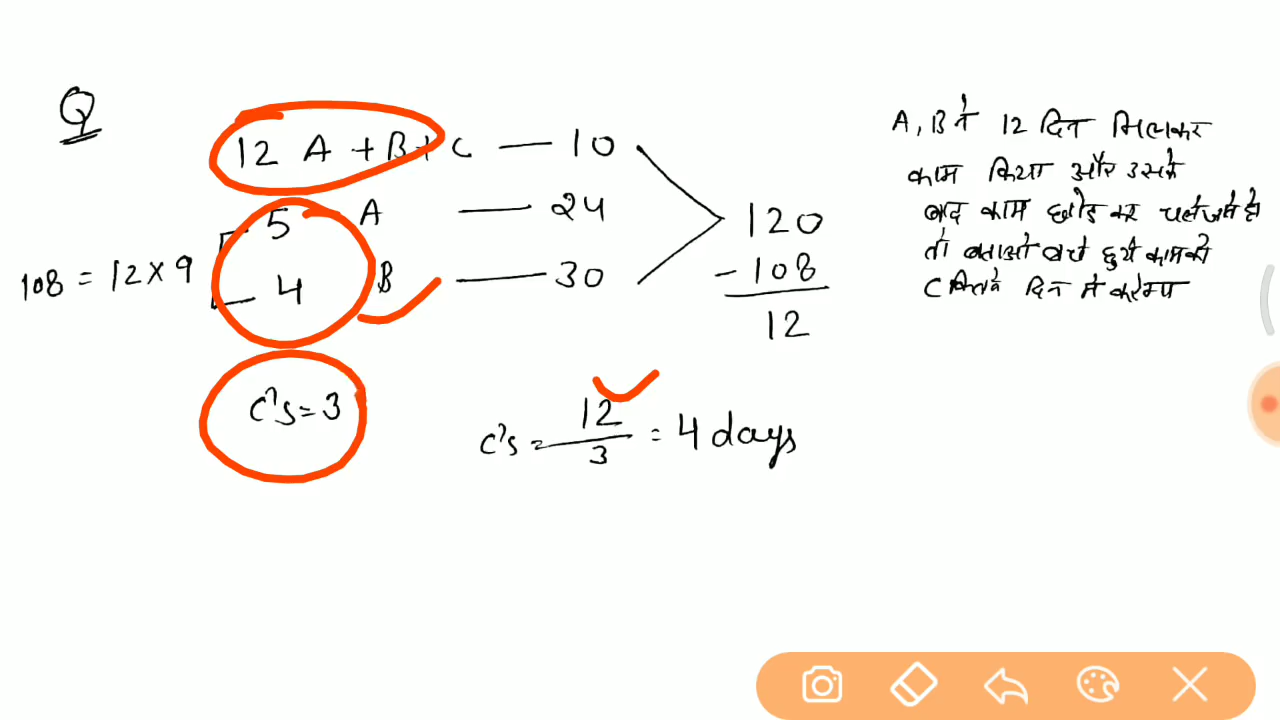 Q
12 A + B + C — 10
5 A — 24
4 B — 30
108 = 12 × 9
120
- 108
12
C's = 3
C's = 12/3 = 4 days
A, B ने 12 दिन मिलकर
काम किया और उसके
बाद काम छोड़ कर चले जाते है
तो बताओ बचे हुये काम को
C कितने दिन मे करेगा